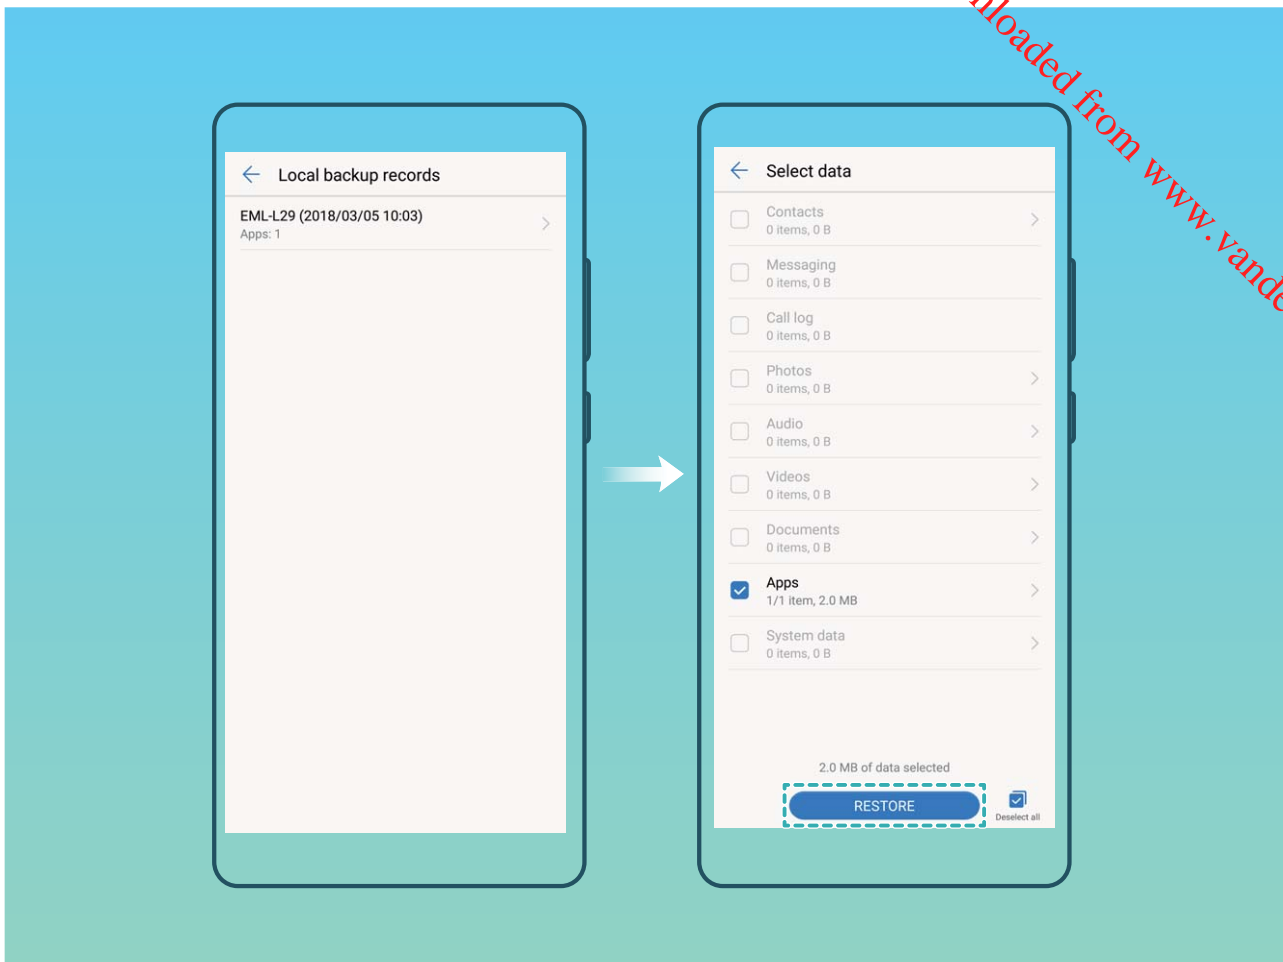 Local backup records
EML-L29 (2018/03/05 10:03)
Apps: 1
Select data
Contacts
0 items, 0 B
Messaging
0 items, 0 B
Call log
0 items, 0 B
Photos
0 items, 0 B
Audio
0 items, 0 B
Videos
0 items, 0 B
Documents
0 items, 0 B
Apps
1/1 item, 2.0 MB
System data
0 items, 0 B
2.0 MB of data selected
RESTORE
Deselect all
from www.vande